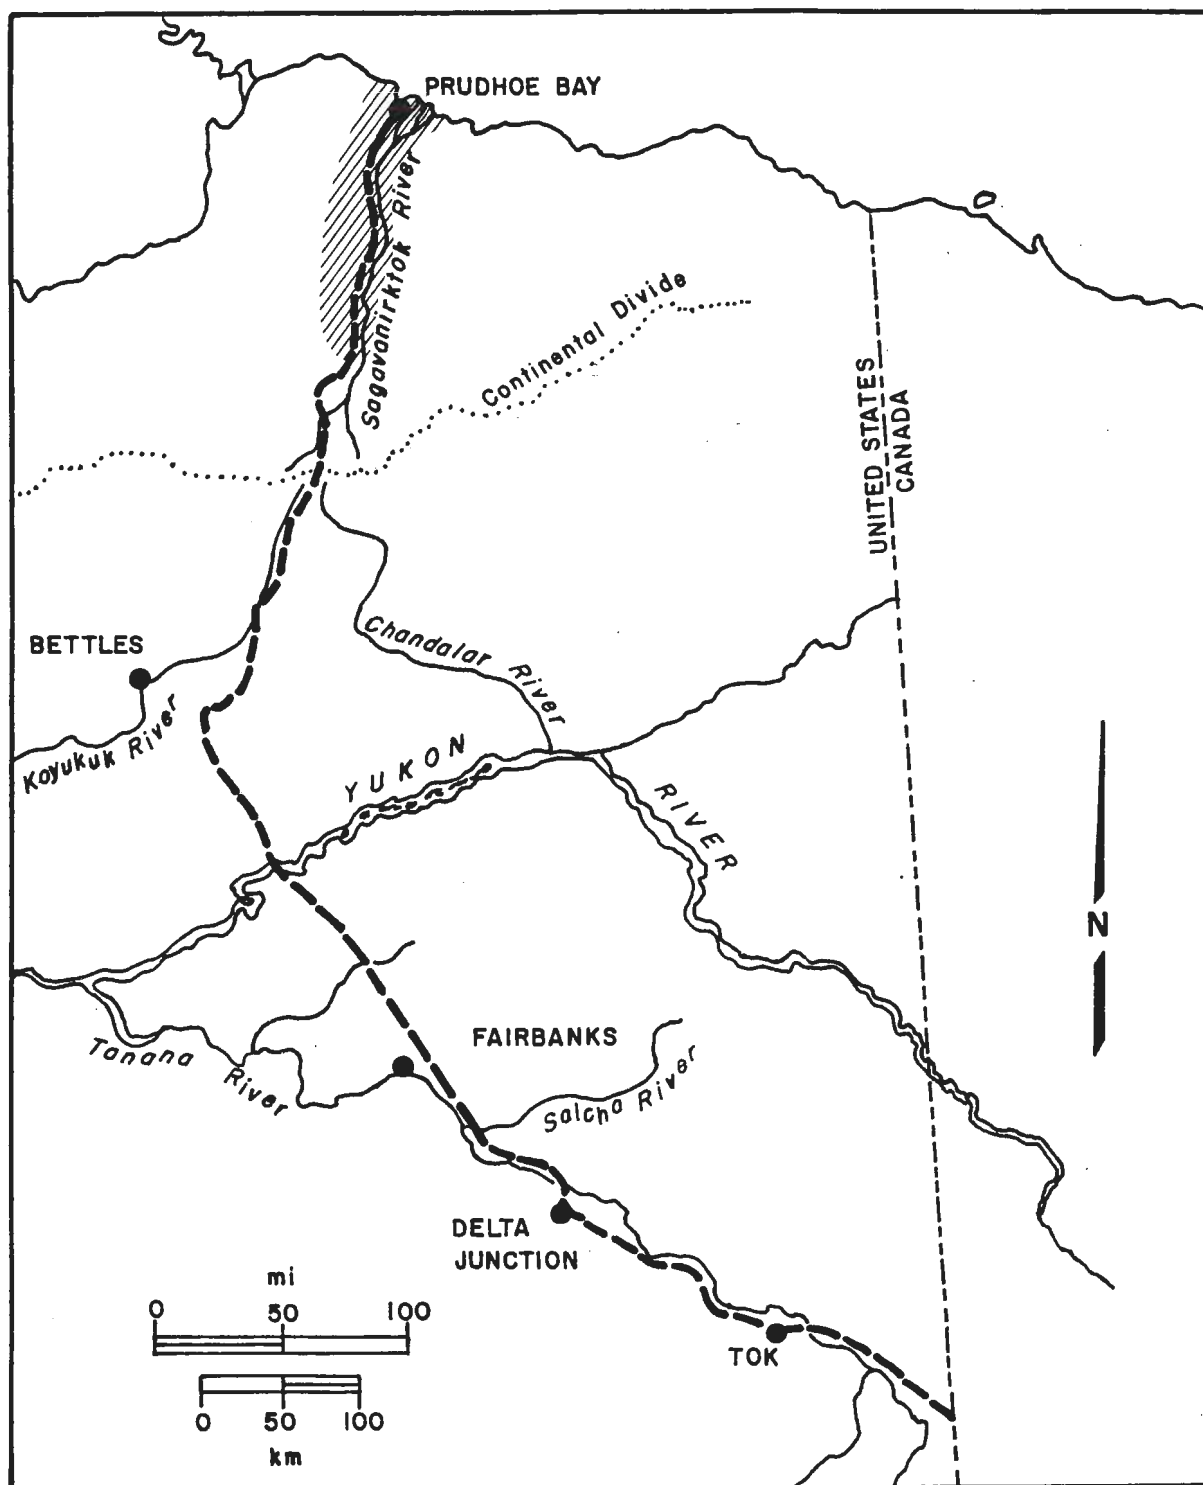 PRUDHOE BAY
Sagavanirktok River
Continental Divide
UNITED STATES
CANADA
BETTLES
Chandalar River
Koyukuk River
YUKON
RIVER
N
Tanana River
FAIRBANKS
Salcha River
DELTA
JUNCTION
mi
0 50 100
TOK
0 50 100
km